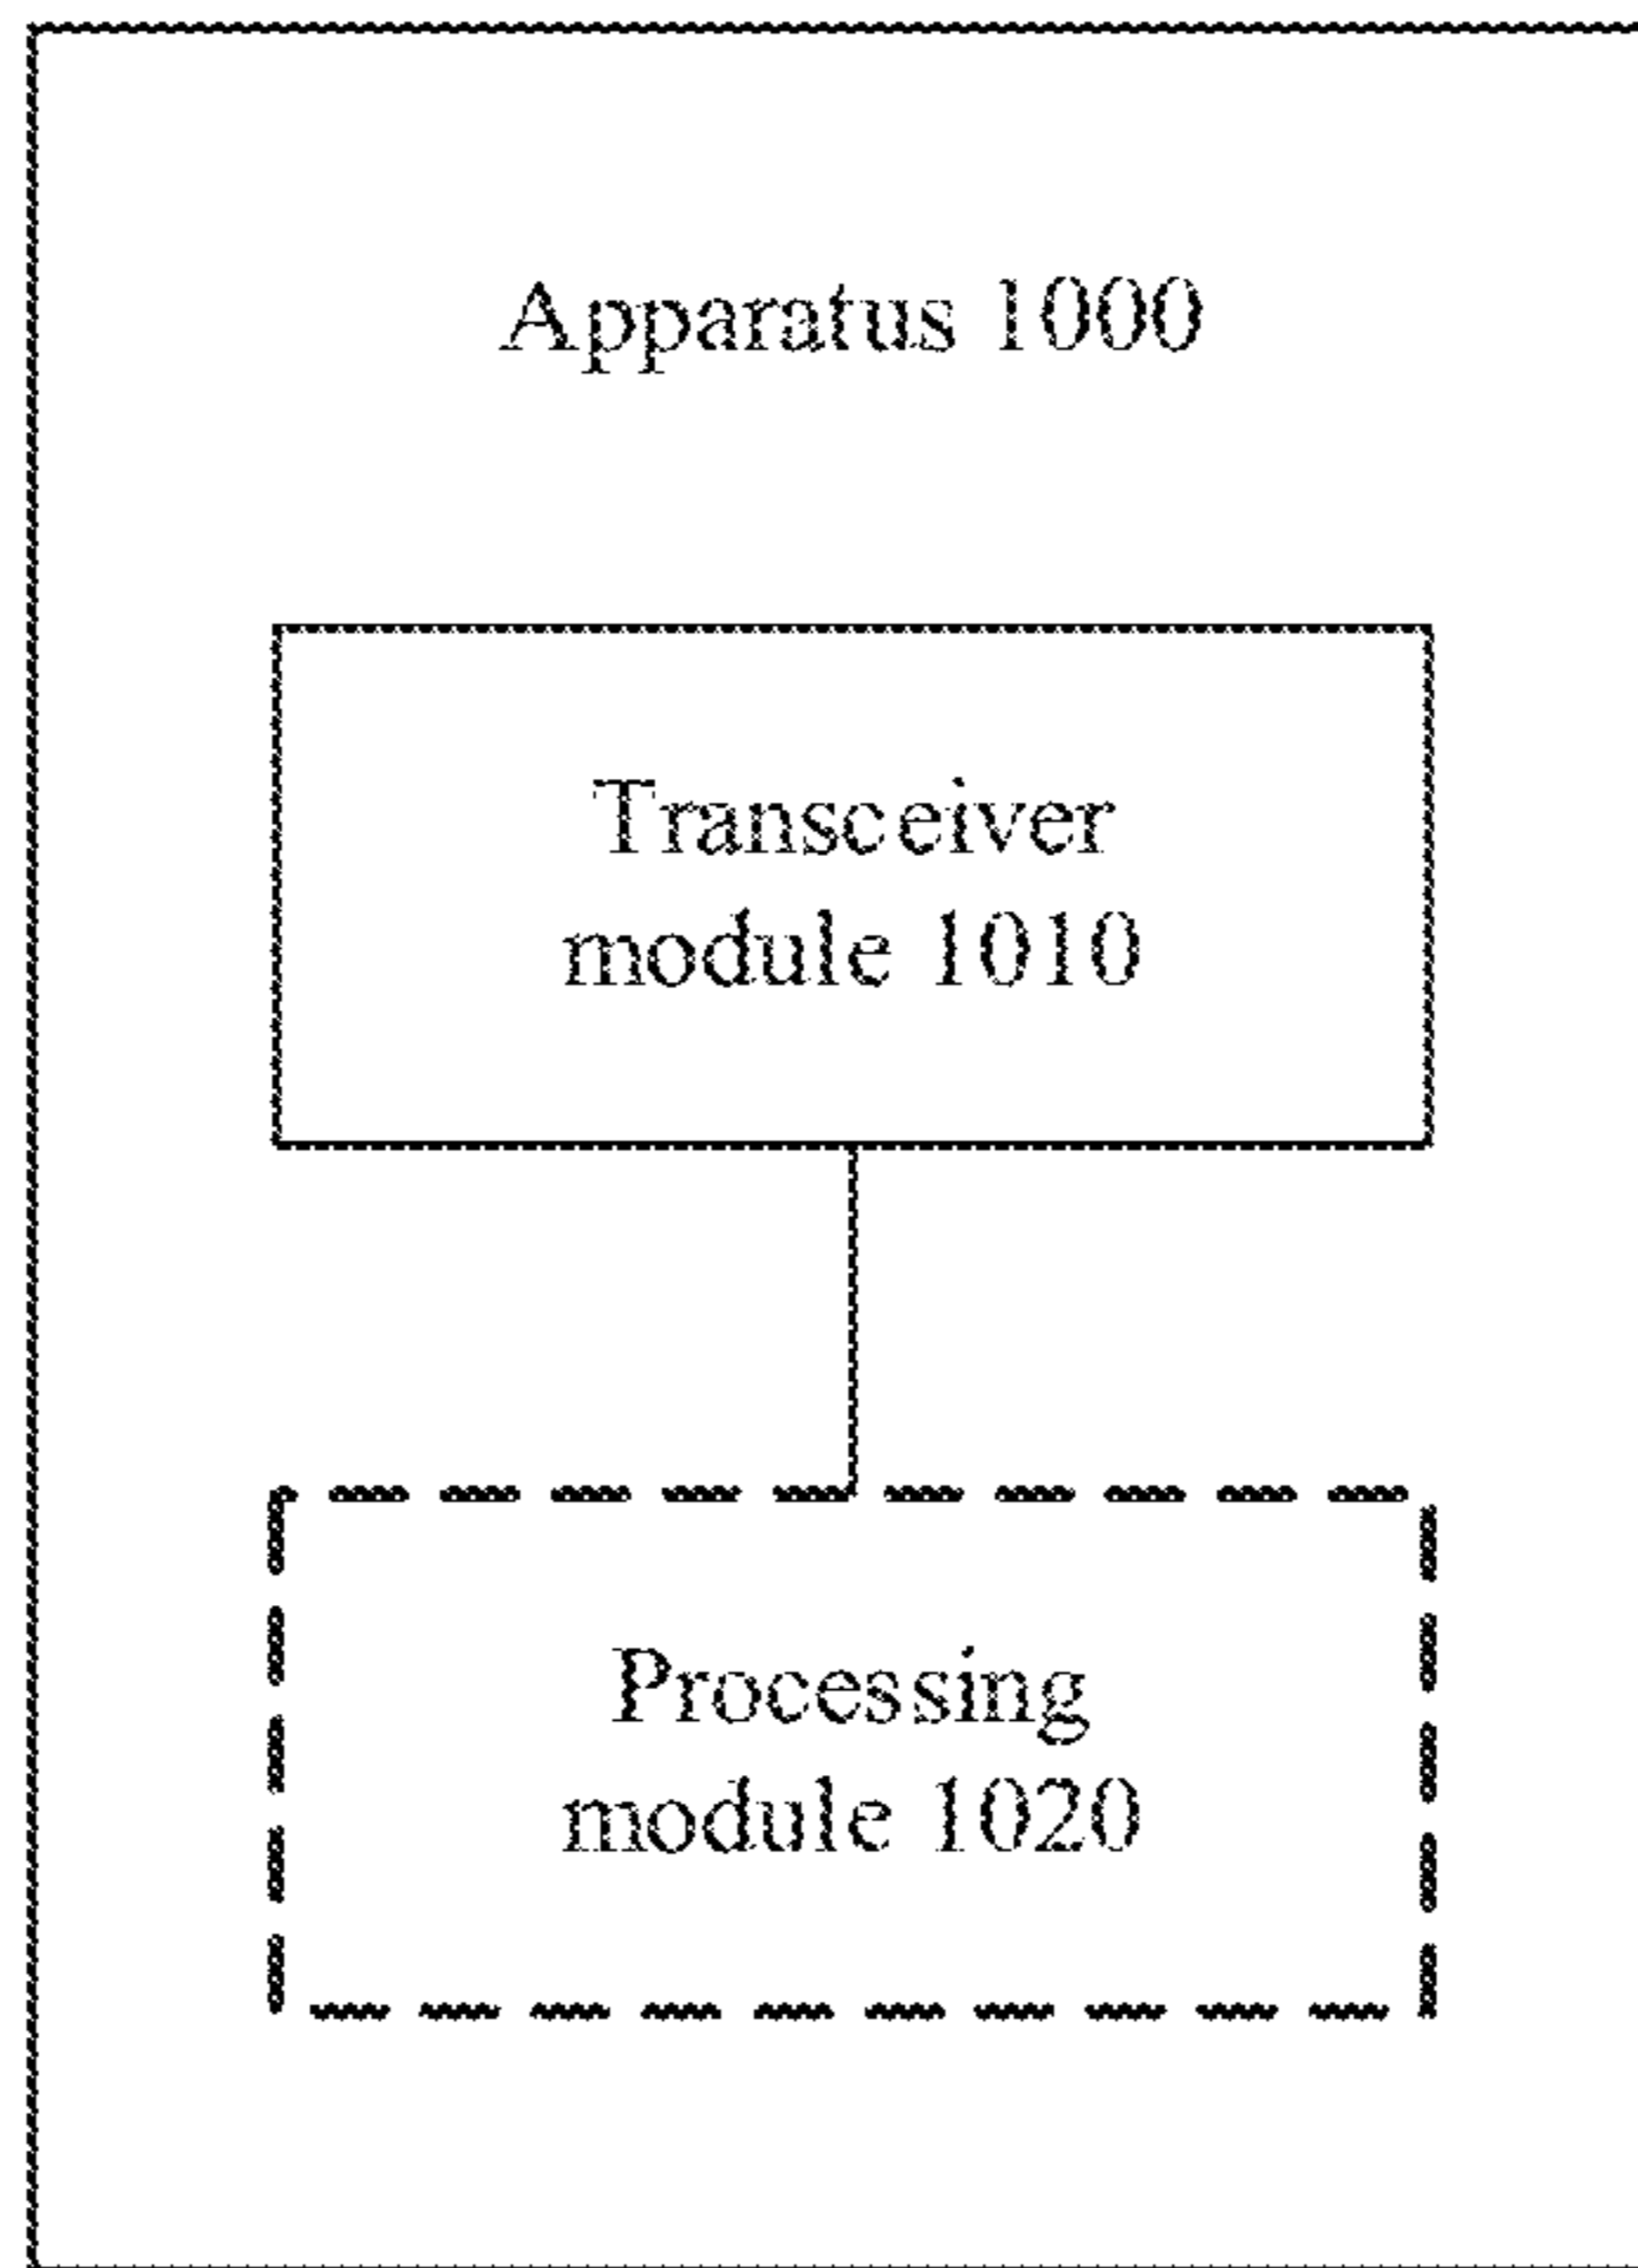 Apparatus 1000
Transceiver
module 1010
Processing
module 1020